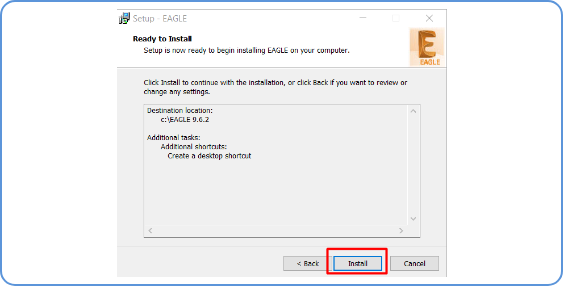 Setup - EAGLE
Ready to Install
Setup is now ready to begin installing EAGLE on your computer.
E
EAGLE
Click Install to continue with the installation, or click Back if you want to review or
change any settings.
Destination location:
c:\EAGLE 9.6.2
Additional tasks:
Additional shortcuts:
Create a desktop shortcut
< Back
Install
Cancel